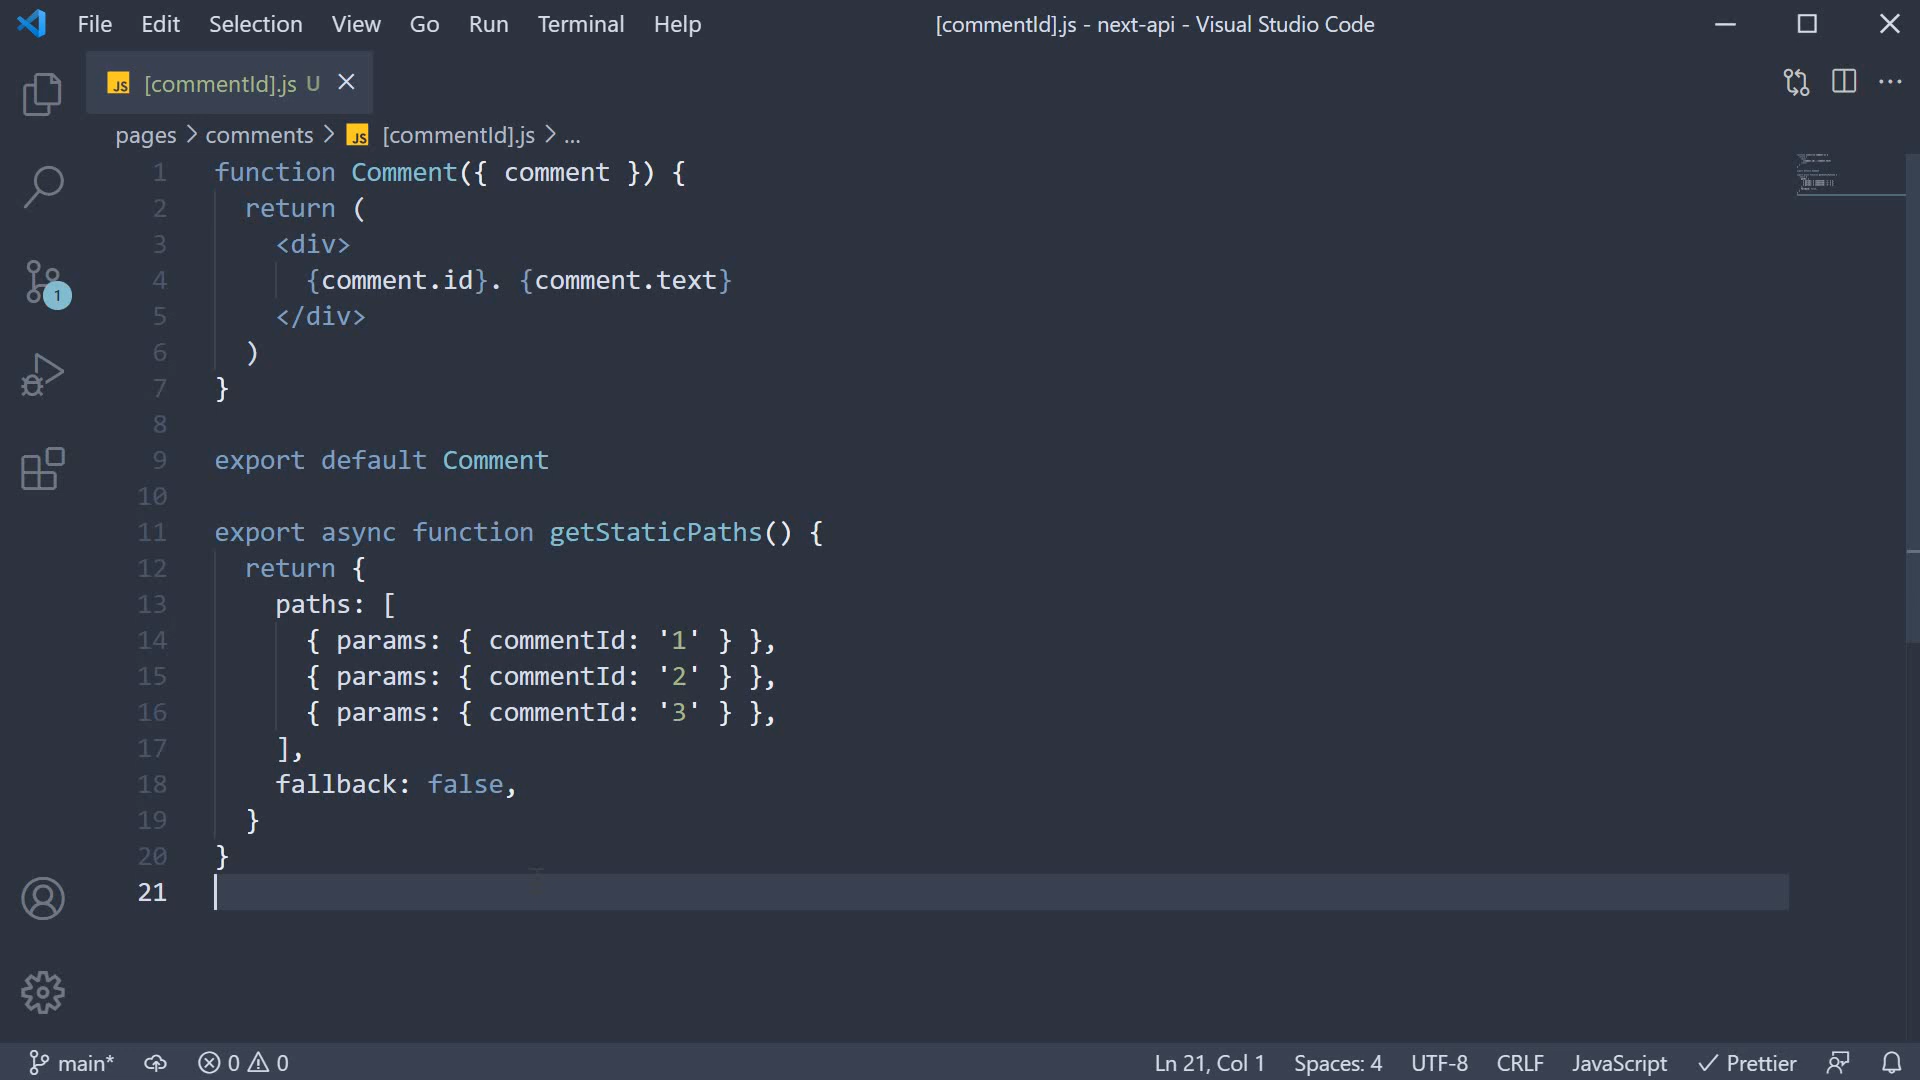 File Edit Selection View Go Run Terminal Help [commentId].js - next-api - Visual Studio Code
JS [commentId].js U
pages > comments > JS [commentId].js > ...
1 function Comment({ comment }) {
2   return (
3     <div>
4       {comment.id}. {comment.text}
5     </div>
6   )
7 }
8
9 export default Comment
10
11 export async function getStaticPaths() {
12   return {
13     paths: [
14       { params: { commentId: '1' } },
15       { params: { commentId: '2' } },
16       { params: { commentId: '3' } },
17     ],
18     fallback: false,
19   }
20 }
21
1
main* 0 0 Ln 21, Col 1 Spaces: 4 UTF-8 CRLF JavaScript Prettier